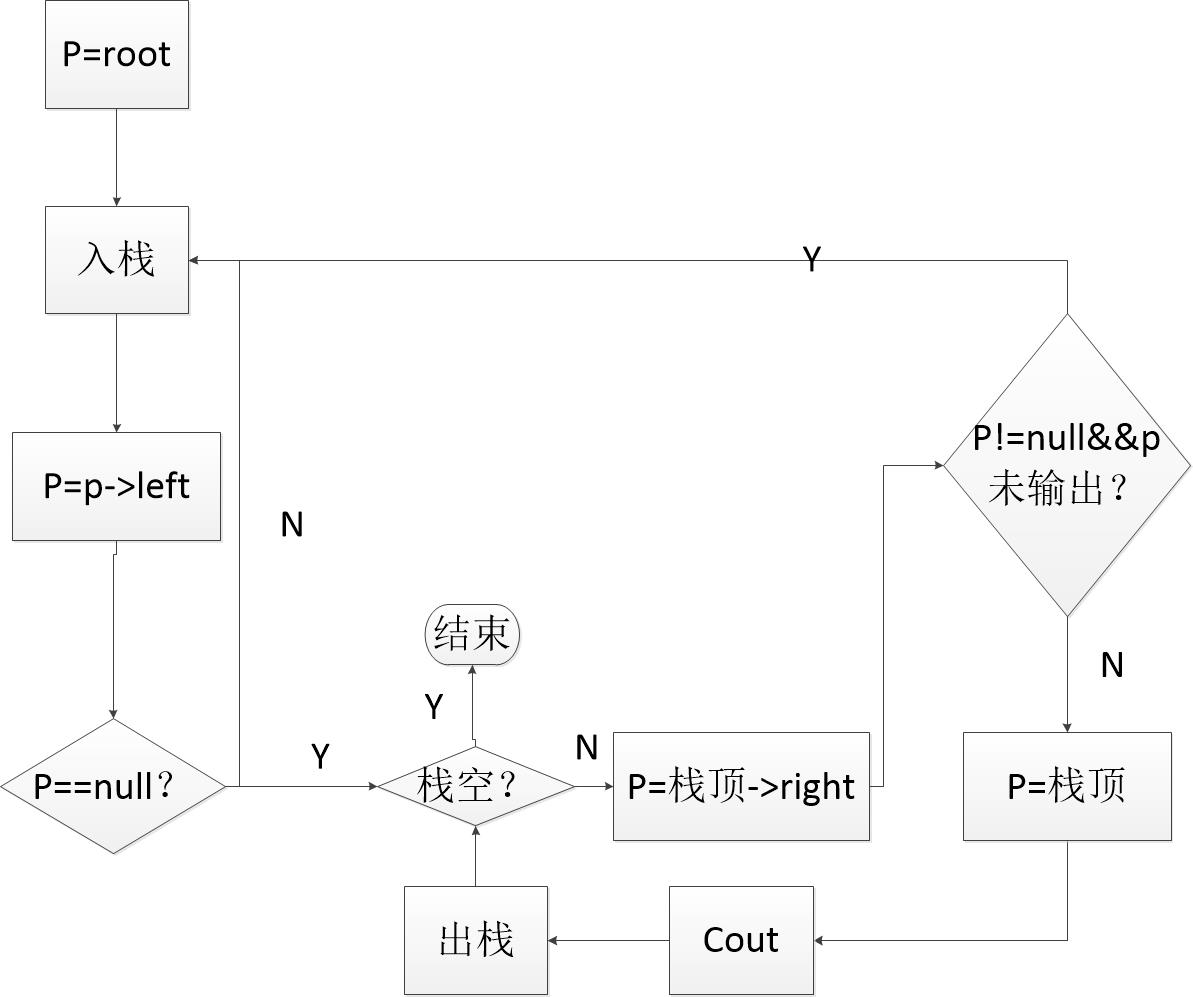 P=root
入栈
Y
P=p->left
P!=null&&p
未输出？
N
结束
Y
N
Y
N
P==null？
栈空？
P=栈顶->right
P=栈顶
出栈
Cout